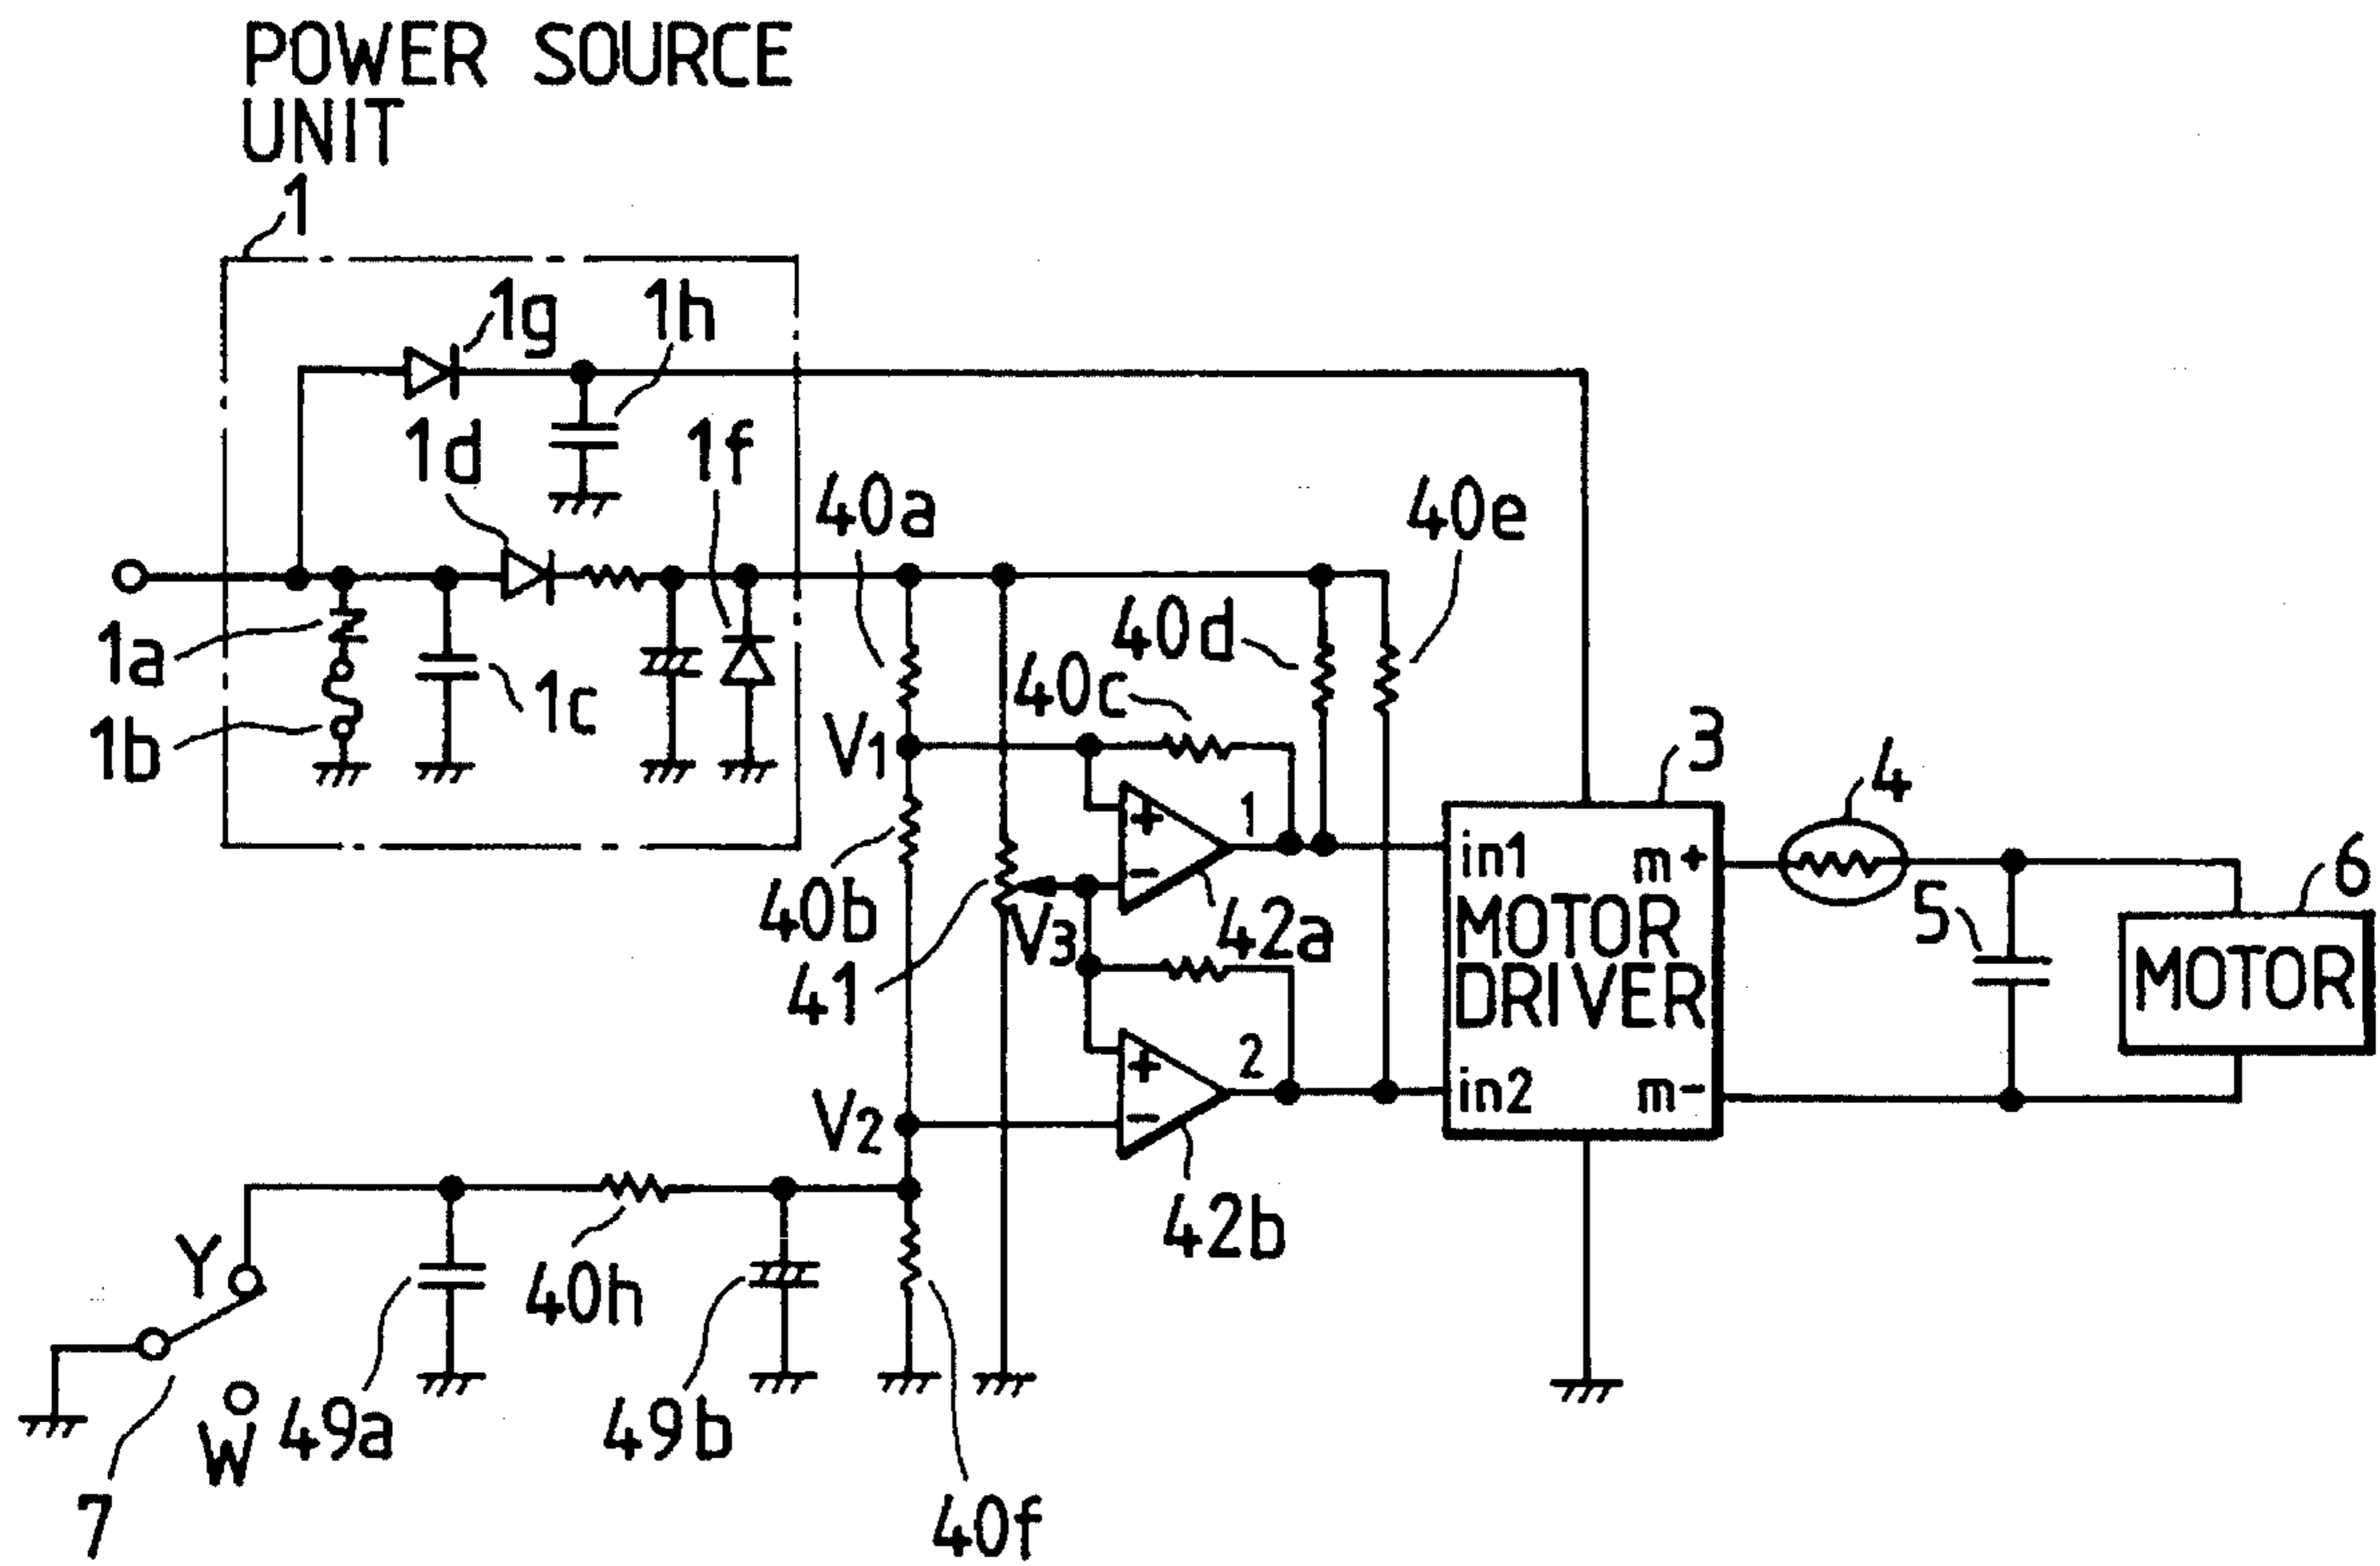 POWER SOURCE
UNIT
1
1g
1h
1d
1f
40a
40e
1a
1b
1c
40d
40c
V1
3
4
1
+
−
in1
m+
6
40b
41
V3
42a
MOTOR
DRIVER
5
MOTOR
2
+
−
in2
m−
V2
42b
Y
40h
W
49a
49b
7
40f